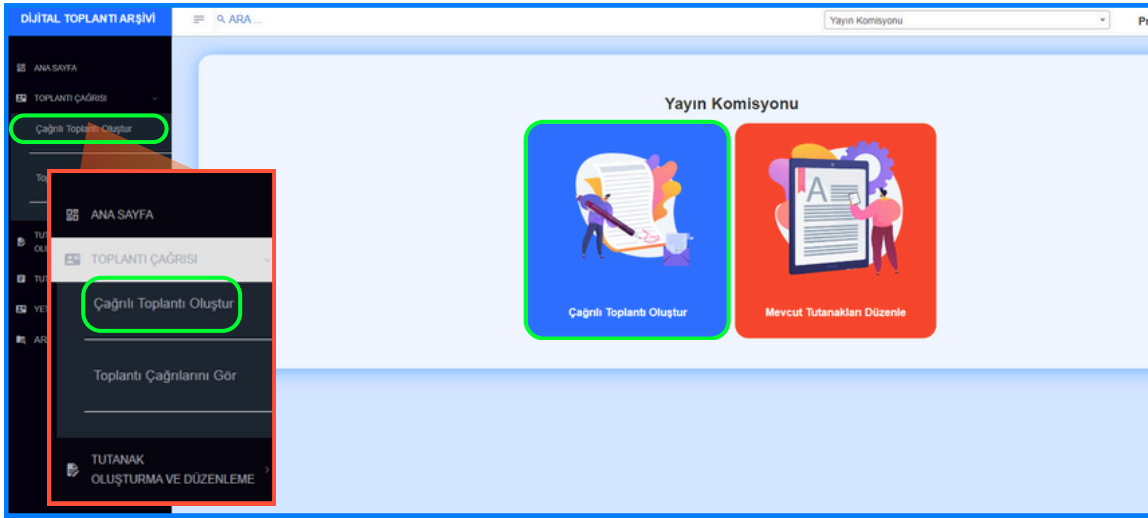 DİJİTAL TOPLANTI ARŞİVİ
ARA ...
Yayın Komisyonu
ANA SAYFA
TOPLANTI ÇAĞRISI
Çağrılı Toplantı Oluştur
ANA SAYFA
TOPLANTI ÇAĞRISI
Çağrılı Toplantı Oluştur
Toplantı Çağrılarını Gör
TUTANAK
OLUŞTURMA VE DÜZENLEME
Yayın Komisyonu
A
Çağrılı Toplantı Oluştur
Mevcut Tutanakları Düzenle